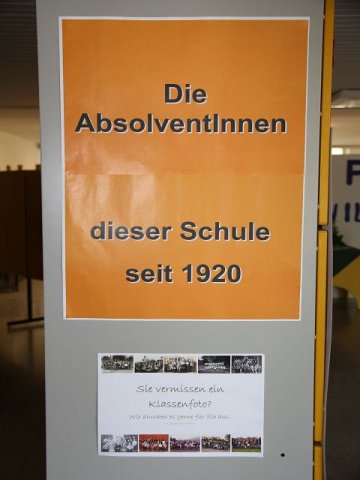 Die
AbsolventInnen
dieser Schule
seit 1920
Sie vermissen ein
Klassenfoto?
Wir drucken es gerne für Sie aus.